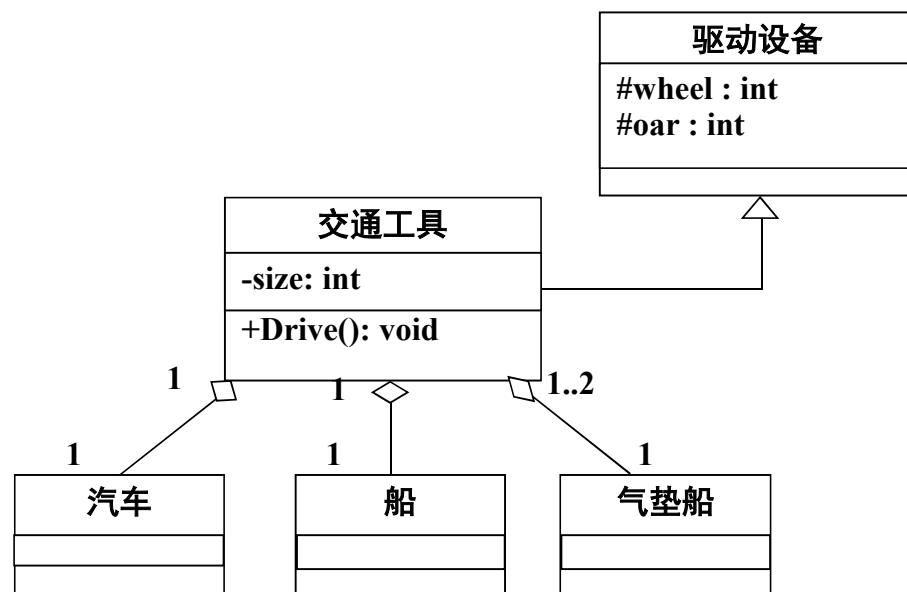 驱动设备
#wheel : int
#oar : int
交通工具
-size: int
+Drive(): void
1
1
1..2
1
1
1
汽车
船
气垫船